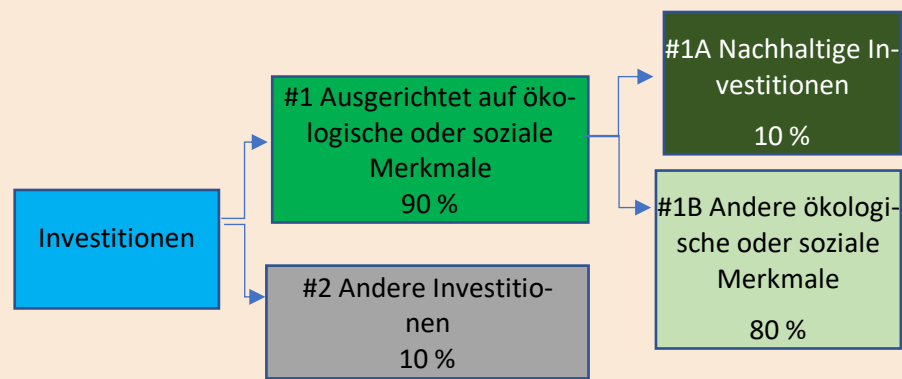 Investitionen
#1 Ausgerichtet auf öko-
logische oder soziale
Merkmale
90 %
#2 Andere Investitio-
nen
10 %
#1A Nachhaltige In-
vestitionen
10 %
#1B Andere ökologi-
sche oder soziale
Merkmale
80 %